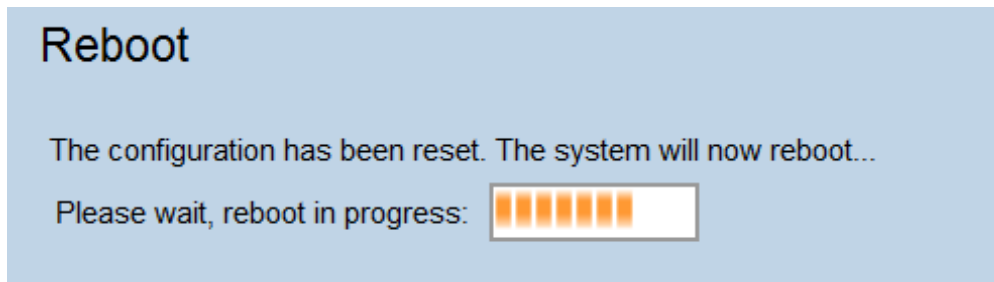 Reboot
The configuration has been reset. The system will now reboot...
Please wait, reboot in progress: